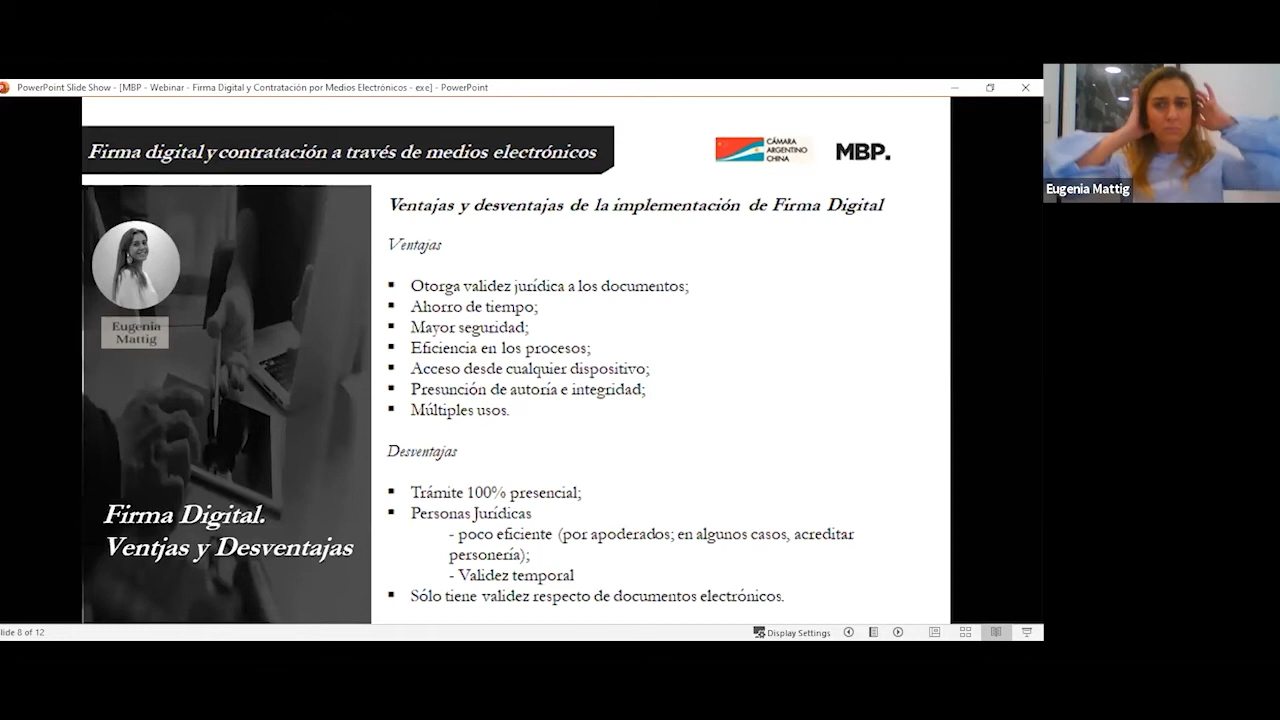 PowerPoint Slide Show - [MBP - Webinar - Firma Digital y Contratación por Medios Electrónicos - exe] - PowerPoint
Firma digital y contratación a través de medios electrónicos
CÁMARA
ARGENTINO
CHINA
MBP.
Eugenia Mattig
Ventajas y desventajas de la implementación de Firma Digital
Ventajas
▪ Otorga validez jurídica a los documentos;
▪ Ahorro de tiempo;
▪ Mayor seguridad;
▪ Eficiencia en los procesos;
▪ Acceso desde cualquier dispositivo;
▪ Presunción de autoría e integridad;
▪ Múltiples usos.
Desventajas
▪ Trámite 100% presencial;
▪ Personas Jurídicas
- poco eficiente (por apoderados; en algunos casos, acreditar
personería);
- Validez temporal
▪ Sólo tiene validez respecto de documentos electrónicos.
Eugenia
Mattig
Firma Digital.
Ventjas y Desventajas
lide 8 of 12
Display Settings